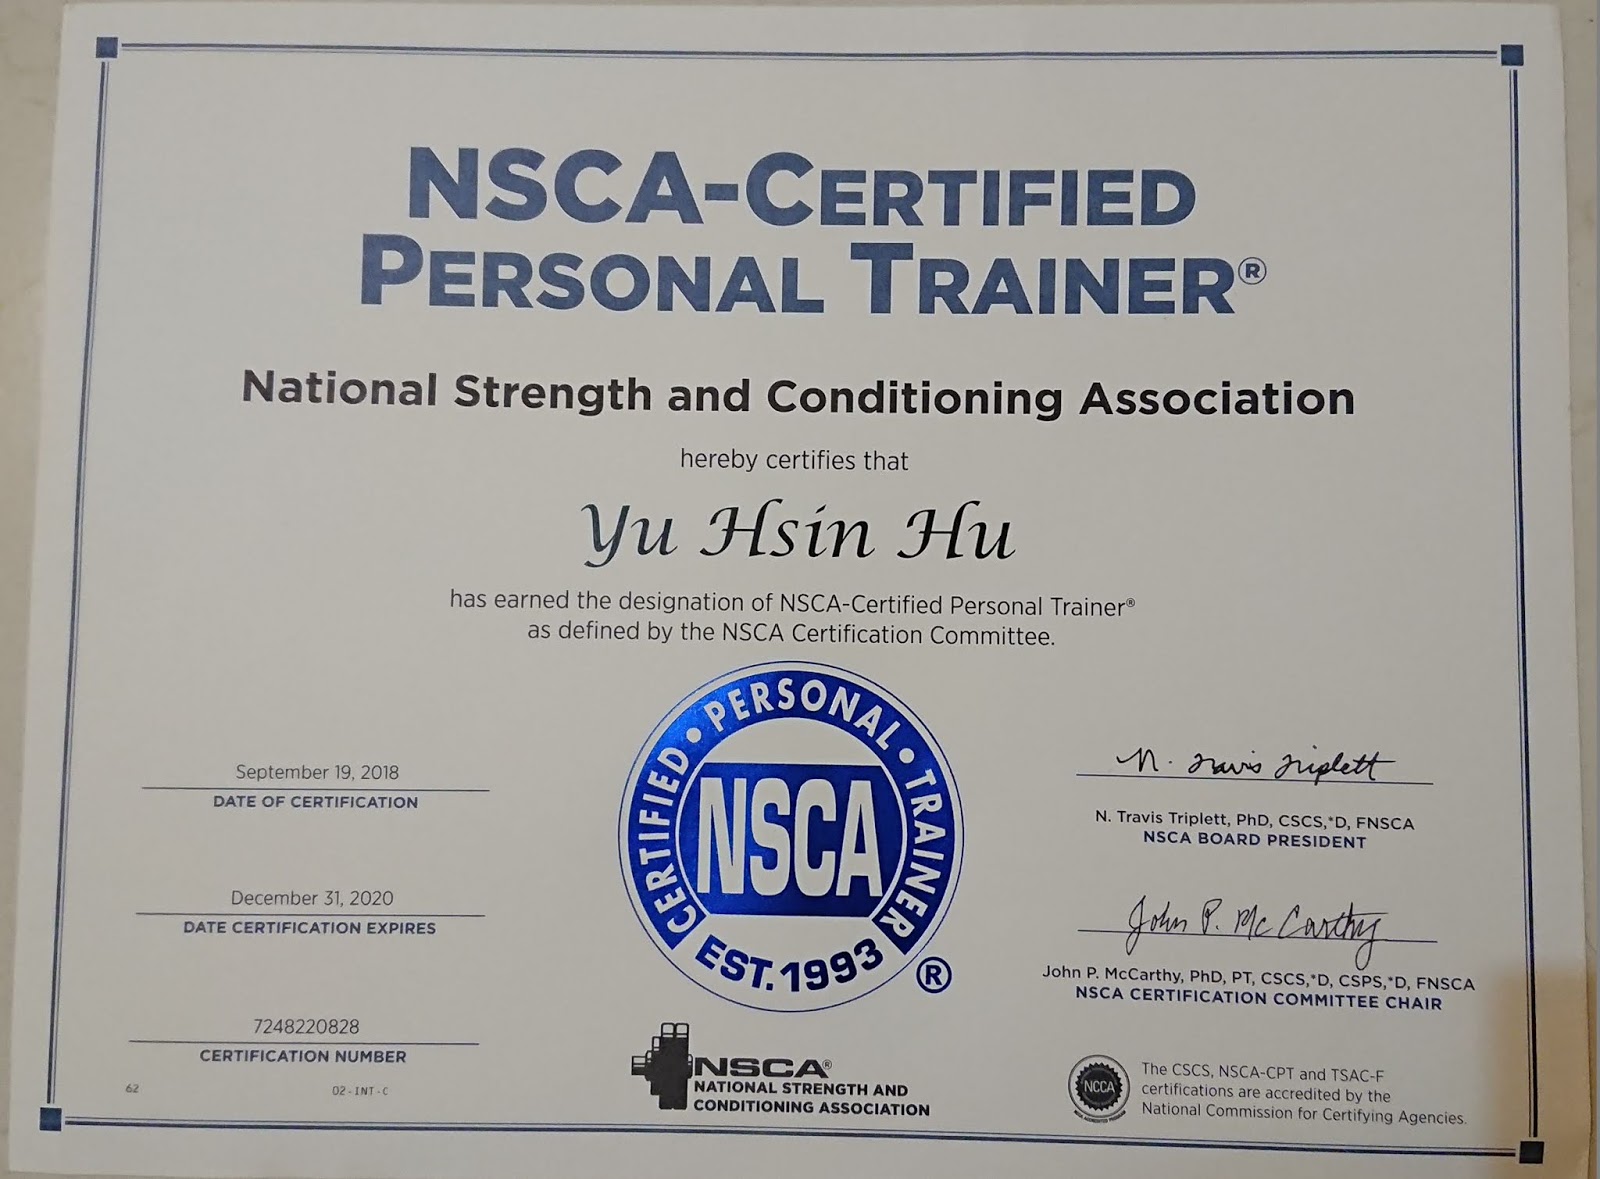 NSCA-CERTIFIED
PERSONAL TRAINER®
National Strength and Conditioning Association
hereby certifies that
Yu Hsin Hu
has earned the designation of NSCA-Certified Personal Trainer®
as defined by the NSCA Certification Committee.
September 19, 2018
DATE OF CERTIFICATION
December 31, 2020
DATE CERTIFICATION EXPIRES
7248220828
CERTIFICATION NUMBER
62
02-INT-C
CERTIFIED • PERSONAL • TRAINER
NSCA
EST. 1993
®
NSCA®
NATIONAL STRENGTH AND
CONDITIONING ASSOCIATION
N. Travis Triplett
N. Travis Triplett, PhD, CSCS,*D, FNSCA
NSCA BOARD PRESIDENT
John P. McCarthy
John P. McCarthy, PhD, PT, CSCS,*D, CSPS,*D, FNSCA
NSCA CERTIFICATION COMMITTEE CHAIR
NCCA
The CSCS, NSCA-CPT and TSAC-F
certifications are accredited by the
National Commission for Certifying Agencies.